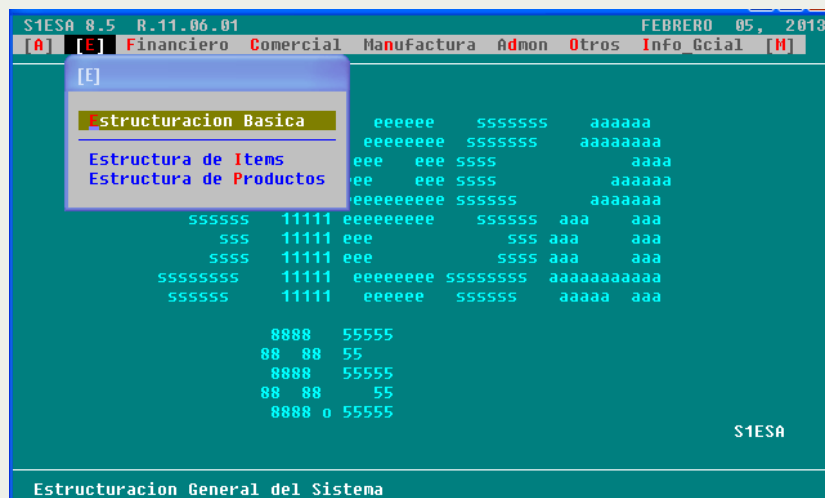 S1ESA 8.5 R.11.06.01 FEBRERO 05, 2013
[A] [E] Financiero Comercial Manufactura Admon Otros Info_Gcial [M]
[E]
Estructuracion Basica
Estructura de Items
Estructura de Productos
eeeeee sssssss aaaaaa
eeeeeeee sssssss aaaaaaaa
eee eee ssss aaaa
ee eee ssss aaaaaa
eeeeeeeeee ssssss aaaaaaa
ssssss 11111 eeeeeeeee ssssss aaa aaa
sss 11111 eee sss aaa aaa
ssss 11111 eee ssss aaa aaa
ssssssss 11111 eeeeeeee ssssssss aaaaaaaaaaa
ssssss 11111 eeeeee ssssss aaaaa aaa
8888 55555
88 88 55
8888 55555
88 88 55
8888 o 55555
S1ESA
Estructuracion General del Sistema